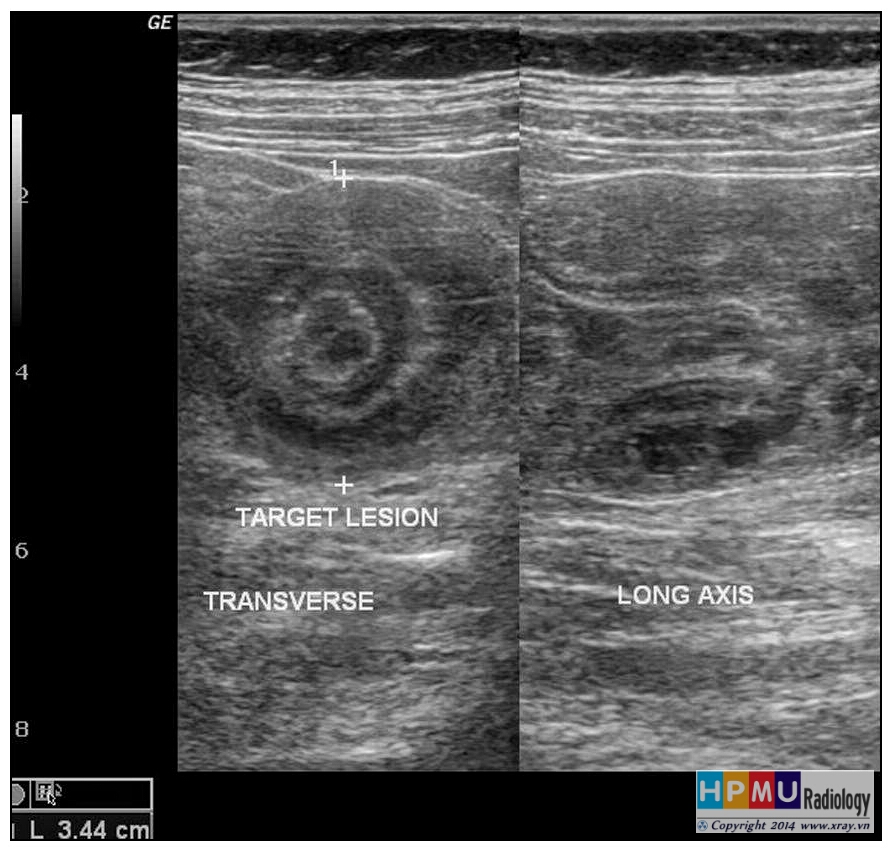 GE
1
2
4
TARGET LESION
6
TRANSVERSE
LONG AXIS
8
L 3.44 cm
HPMU Radiology
Copyright 2014 www.xray.vn